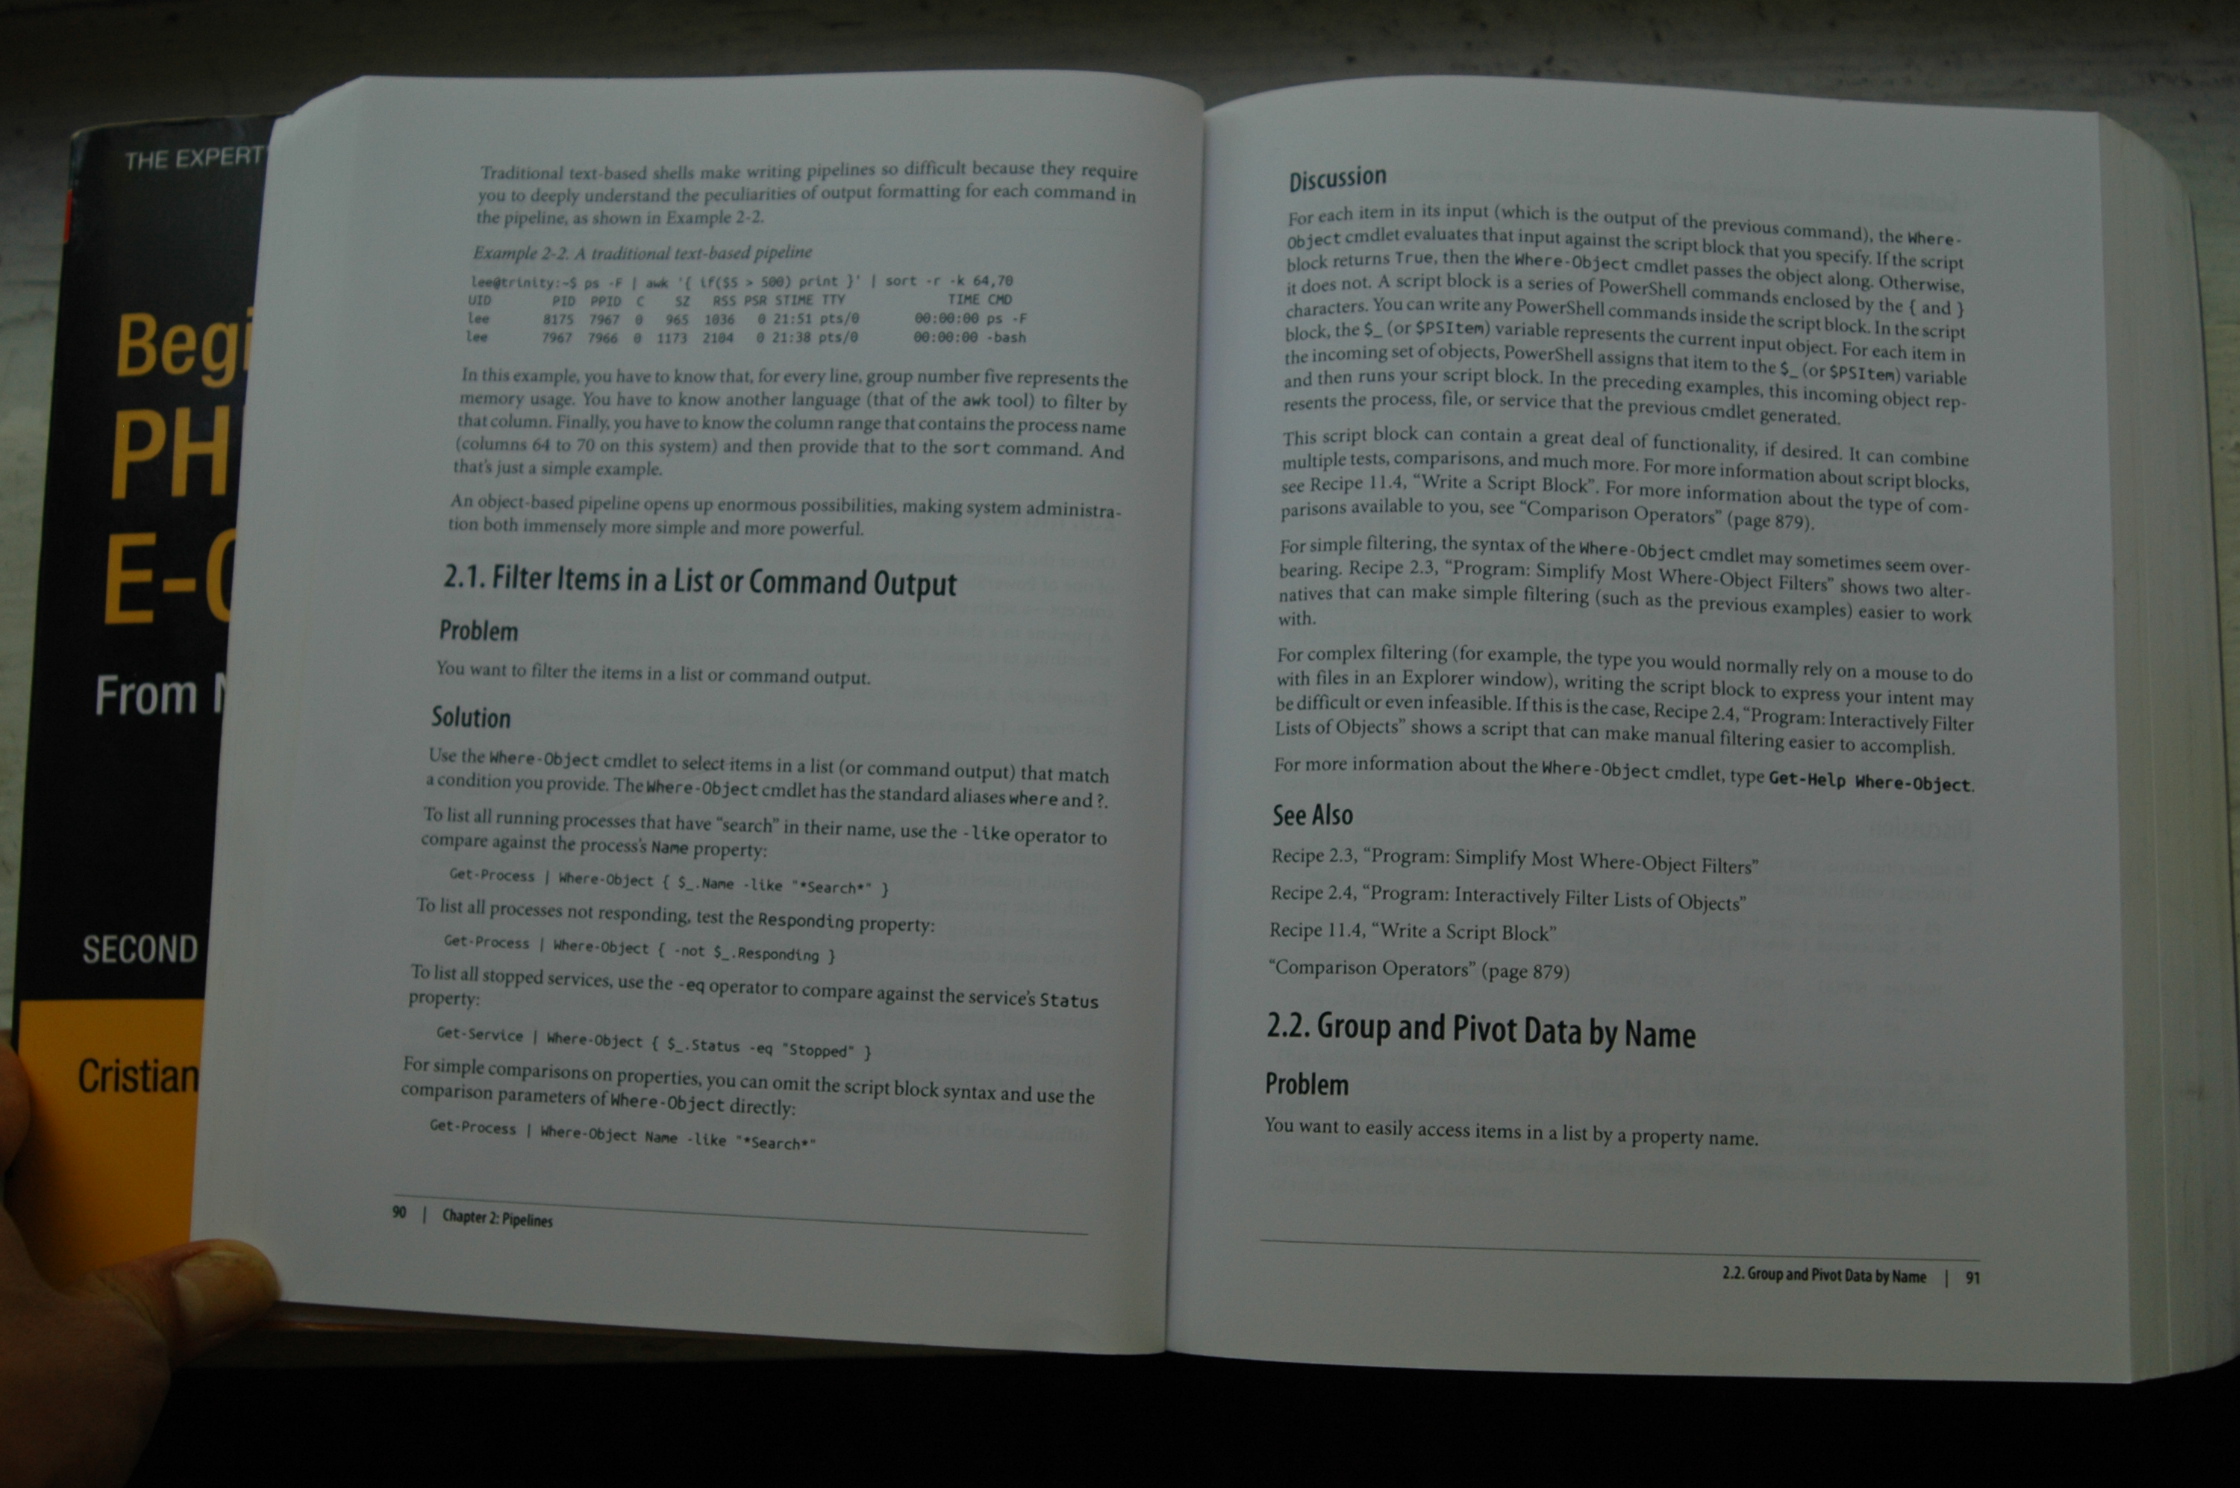 THE EXPERT
Begi
PH
E-C
From N
SECOND
Cristian
Traditional text-based shells make writing pipelines so difficult because they require
you to deeply understand the peculiarities of output formatting for each command in
the pipeline, as shown in Example 2-2.
Example 2-2. A traditional text-based pipeline
lee@trinity:~$ ps -F | awk '{ if($5 > 500) print }' | sort -r -k 64,70
UID PID PPID C SZ RSS PSR STIME TTY TIME CMD
lee 8175 7967 0 965 1036 0 21:51 pts/0 00:00:00 ps -F
lee 7967 7966 0 1173 2104 0 21:38 pts/0 00:00:00 -bash
In this example, you have to know that, for every line, group number five represents the
memory usage. You have to know another language (that of the awk tool) to filter by
that column. Finally, you have to know the column range that contains the process name
(columns 64 to 70 on this system) and then provide that to the sort command. And
that's just a simple example.
An object-based pipeline opens up enormous possibilities, making system administra-
tion both immensely more simple and more powerful.
2.1. Filter Items in a List or Command Output
Problem
You want to filter the items in a list or command output.
Solution
Use the Where-Object cmdlet to select items in a list (or command output) that match
a condition you provide. The Where-Object cmdlet has the standard aliases where and ?.
To list all running processes that have “search” in their name, use the -like operator to
compare against the process's Name property:
Get-Process | Where-Object { $_.Name -like "*Search*" }
To list all processes not responding, test the Responding property:
Get-Process | Where-Object { -not $_.Responding }
To list all stopped services, use the -eq operator to compare against the service's Status
property:
Get-Service | Where-Object { $_.Status -eq "Stopped" }
For simple comparisons on properties, you can omit the script block syntax and use the
comparison parameters of Where-Object directly:
Get-Process | Where-Object Name -like "*Search*"
90 | Chapter 2: Pipelines
Discussion
For each item in its input (which is the output of the previous command), the Where-
Object cmdlet evaluates that input against the script block that you specify. If the script
block returns True, then the Where-Object cmdlet passes the object along. Otherwise,
it does not. A script block is a series of PowerShell commands enclosed by the { and }
characters. You can write any PowerShell commands inside the script block. In the script
block, the $_ (or $PSItem) variable represents the current input object. For each item in
the incoming set of objects, PowerShell assigns that item to the $_ (or $PSItem) variable
and then runs your script block. In the preceding examples, this incoming object rep-
resents the process, file, or service that the previous cmdlet generated.
This script block can contain a great deal of functionality, if desired. It can combine
multiple tests, comparisons, and much more. For more information about script blocks,
see Recipe 11.4, “Write a Script Block”. For more information about the type of com-
parisons available to you, see “Comparison Operators” (page 879).
For simple filtering, the syntax of the Where-Object cmdlet may sometimes seem over-
bearing. Recipe 2.3, “Program: Simplify Most Where-Object Filters” shows two alter-
natives that can make simple filtering (such as the previous examples) easier to work
with.
For complex filtering (for example, the type you would normally rely on a mouse to do
with files in an Explorer window), writing the script block to express your intent may
be difficult or even infeasible. If this is the case, Recipe 2.4, “Program: Interactively Filter
Lists of Objects” shows a script that can make manual filtering easier to accomplish.
For more information about the Where-Object cmdlet, type Get-Help Where-Object.
See Also
Recipe 2.3, “Program: Simplify Most Where-Object Filters”
Recipe 2.4, “Program: Interactively Filter Lists of Objects”
Recipe 11.4, “Write a Script Block”
“Comparison Operators” (page 879)
2.2. Group and Pivot Data by Name
Problem
You want to easily access items in a list by a property name.
2.2. Group and Pivot Data by Name | 91